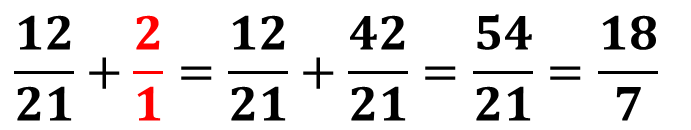 12/21 + 2/1 = 12/21 + 42/21 = 54/21 = 18/7